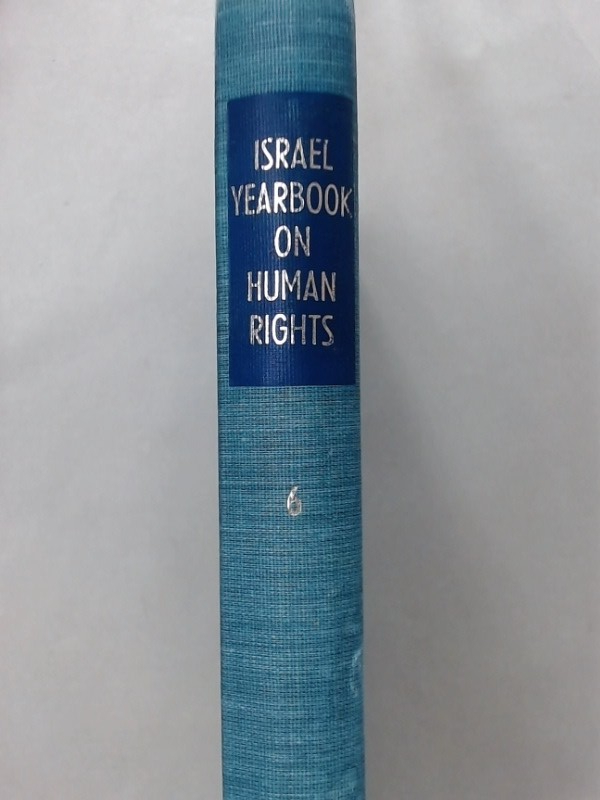 ISRAEL
YEARBOOK
ON
HUMAN
RIGHTS
6